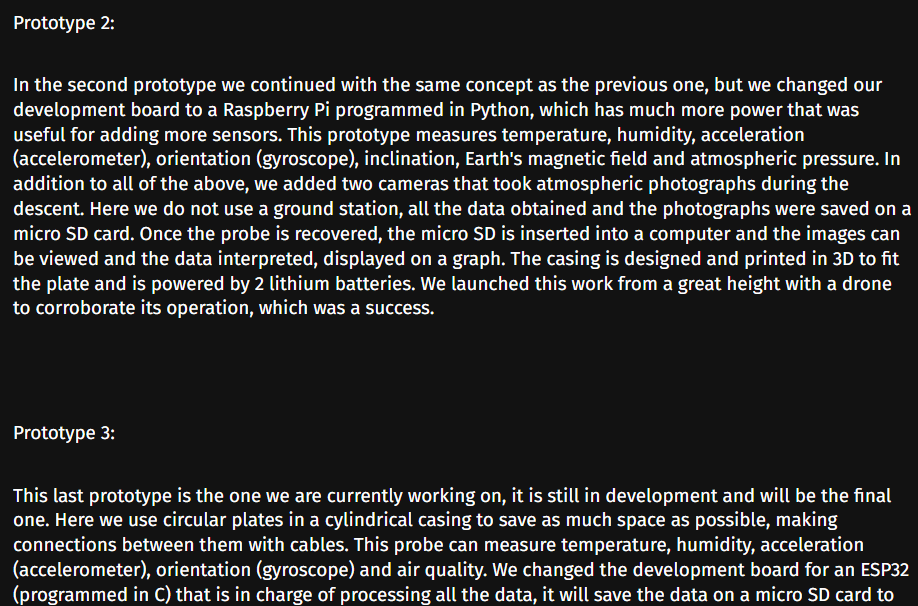 Prototype 2:
In the second prototype we continued with the same concept as the previous one, but we changed our
development board to a Raspberry Pi programmed in Python, which has much more power that was
useful for adding more sensors. This prototype measures temperature, humidity, acceleration
(accelerometer), orientation (gyroscope), inclination, Earth's magnetic field and atmospheric pressure. In
addition to all of the above, we added two cameras that took atmospheric photographs during the
descent. Here we do not use a ground station, all the data obtained and the photographs were saved on a
micro SD card. Once the probe is recovered, the micro SD is inserted into a computer and the images can
be viewed and the data interpreted, displayed on a graph. The casing is designed and printed in 3D to fit
the plate and is powered by 2 lithium batteries. We launched this work from a great height with a drone
to corroborate its operation, which was a success.
Prototype 3:
This last prototype is the one we are currently working on, it is still in development and will be the final
one. Here we use circular plates in a cylindrical casing to save as much space as possible, making
connections between them with cables. This probe can measure temperature, humidity, acceleration
(accelerometer), orientation (gyroscope) and air quality. We changed the development board for an ESP32
(programmed in C) that is in charge of processing all the data, it will save the data on a micro SD card to